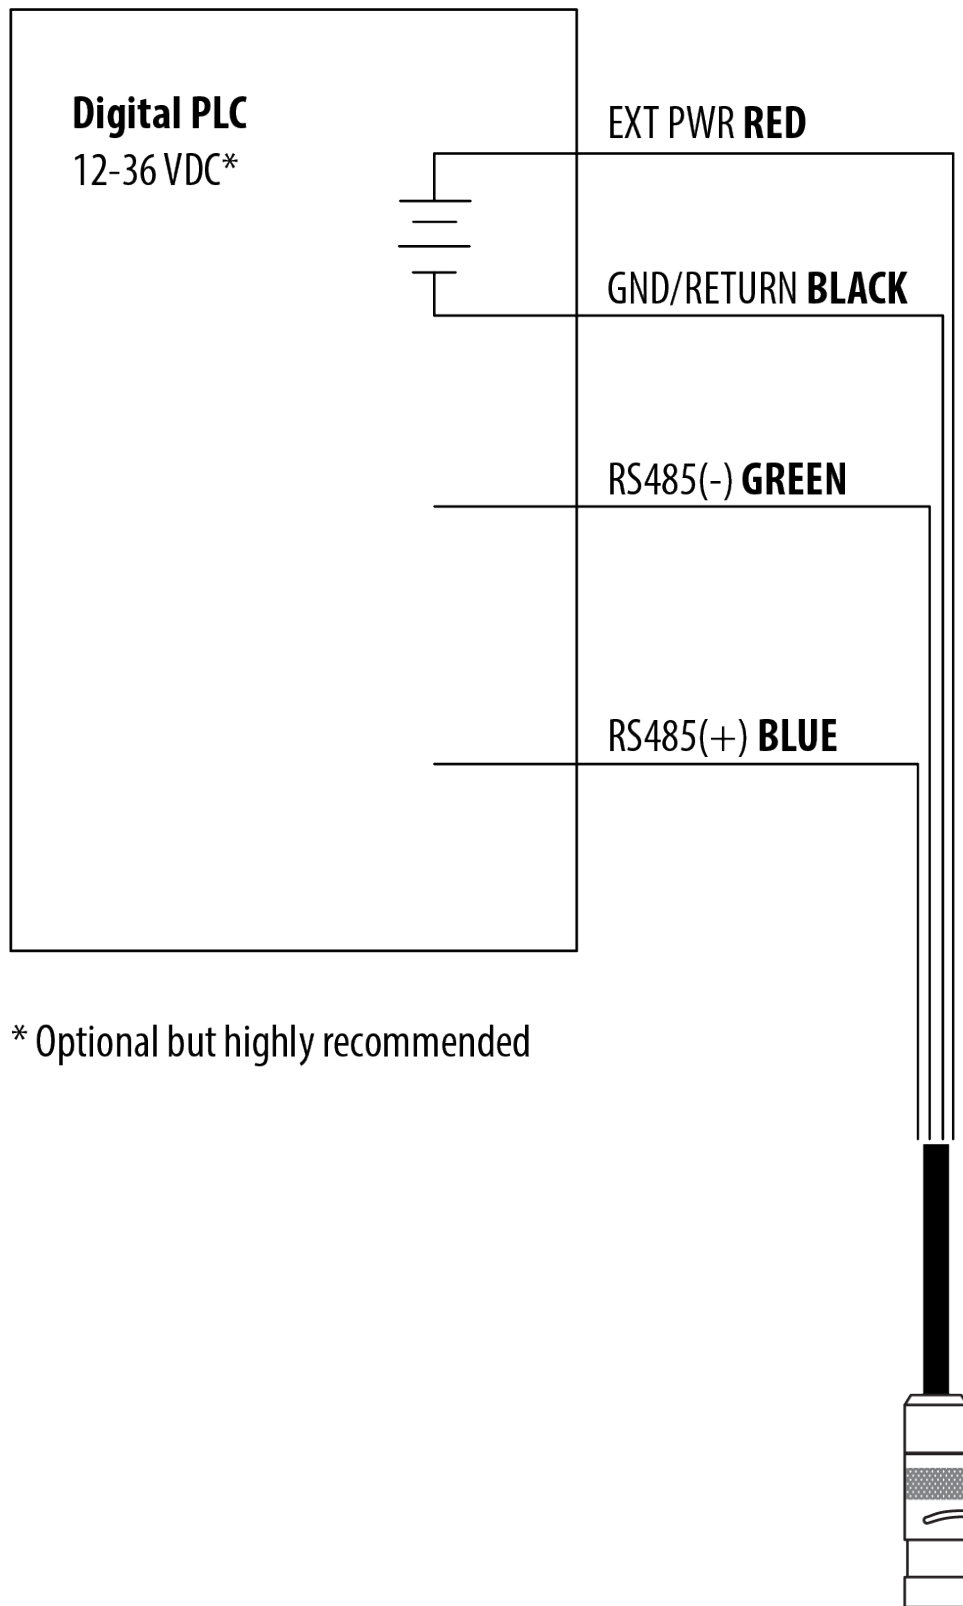 Digital PLC
12-36 VDC*
EXT PWR RED
GND/RETURN BLACK
RS485(-) GREEN
RS485(+) BLUE
* Optional but highly recommended